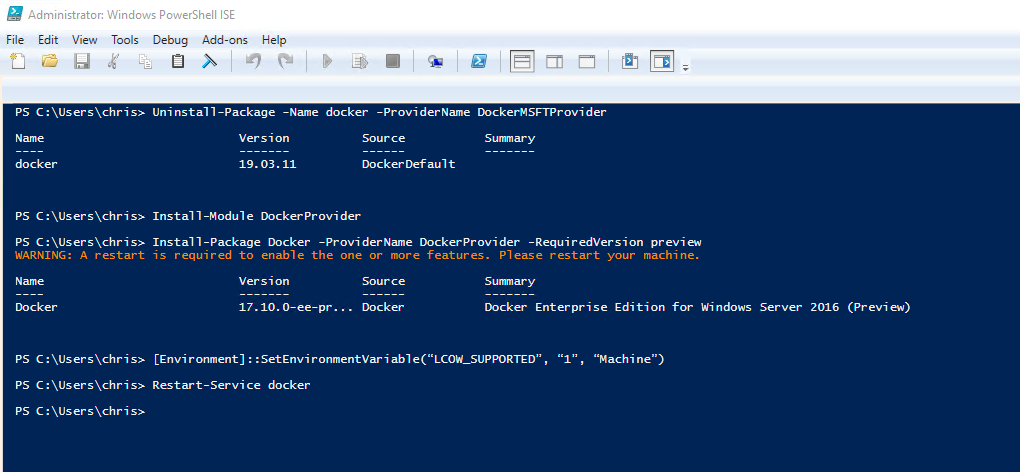 Administrator: Windows PowerShell ISE
File Edit View Tools Debug Add-ons Help
PS C:\Users\chris> Uninstall-Package -Name docker -ProviderName DockerMSFTProvider
Name Version Source Summary
---- ------- ------ -------
docker 19.03.11 DockerDefault
PS C:\Users\chris> Install-Module DockerProvider
PS C:\Users\chris> Install-Package Docker -ProviderName DockerProvider -RequiredVersion preview
WARNING: A restart is required to enable the one or more features. Please restart your machine.
Name Version Source Summary
---- ------- ------ -------
Docker 17.10.0-ee-pr... Docker Docker Enterprise Edition for Windows Server 2016 (Preview)
PS C:\Users\chris> [Environment]::SetEnvironmentVariable(“LCOW_SUPPORTED”, “1”, “Machine”)
PS C:\Users\chris> Restart-Service docker
PS C:\Users\chris>